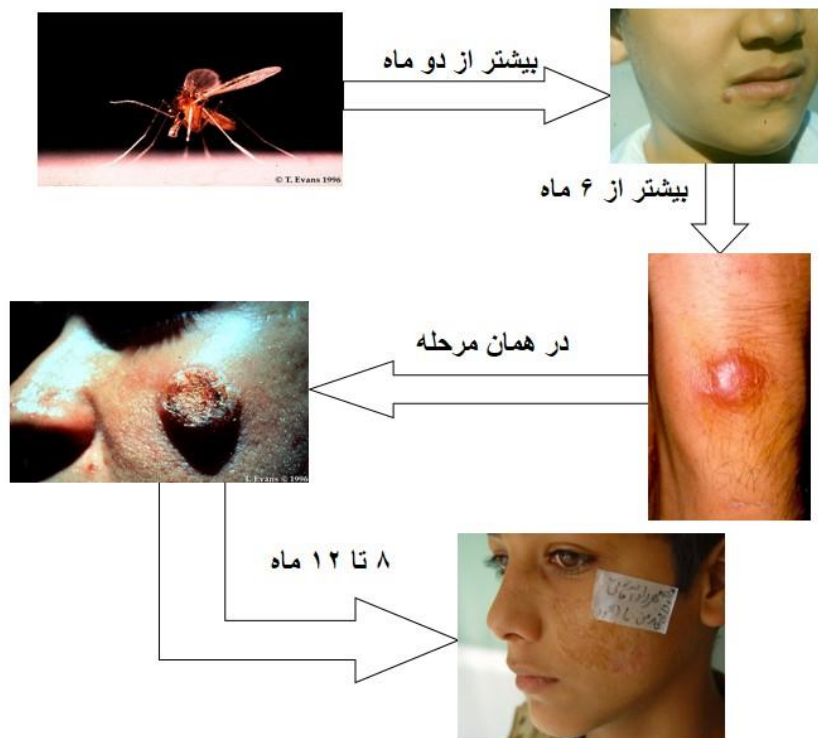 بیشتر از دو ماه
© T. Evans 1996
بیشتر از ۶ ماه
در همان مرحله
T. Evans © 1996
۸ تا ۱۲ ماه